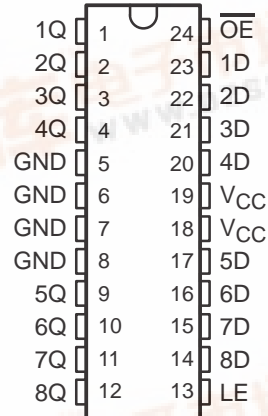 1Q 1 24 OE
2Q 2 23 1D
3Q 3 22 2D
4Q 4 21 3D
GND 5 20 4D
GND 6 19 VCC
GND 7 18 VCC
GND 8 17 5D
5Q 9 16 6D
6Q 10 15 7D
7Q 11 14 8D
8Q 12 13 LE